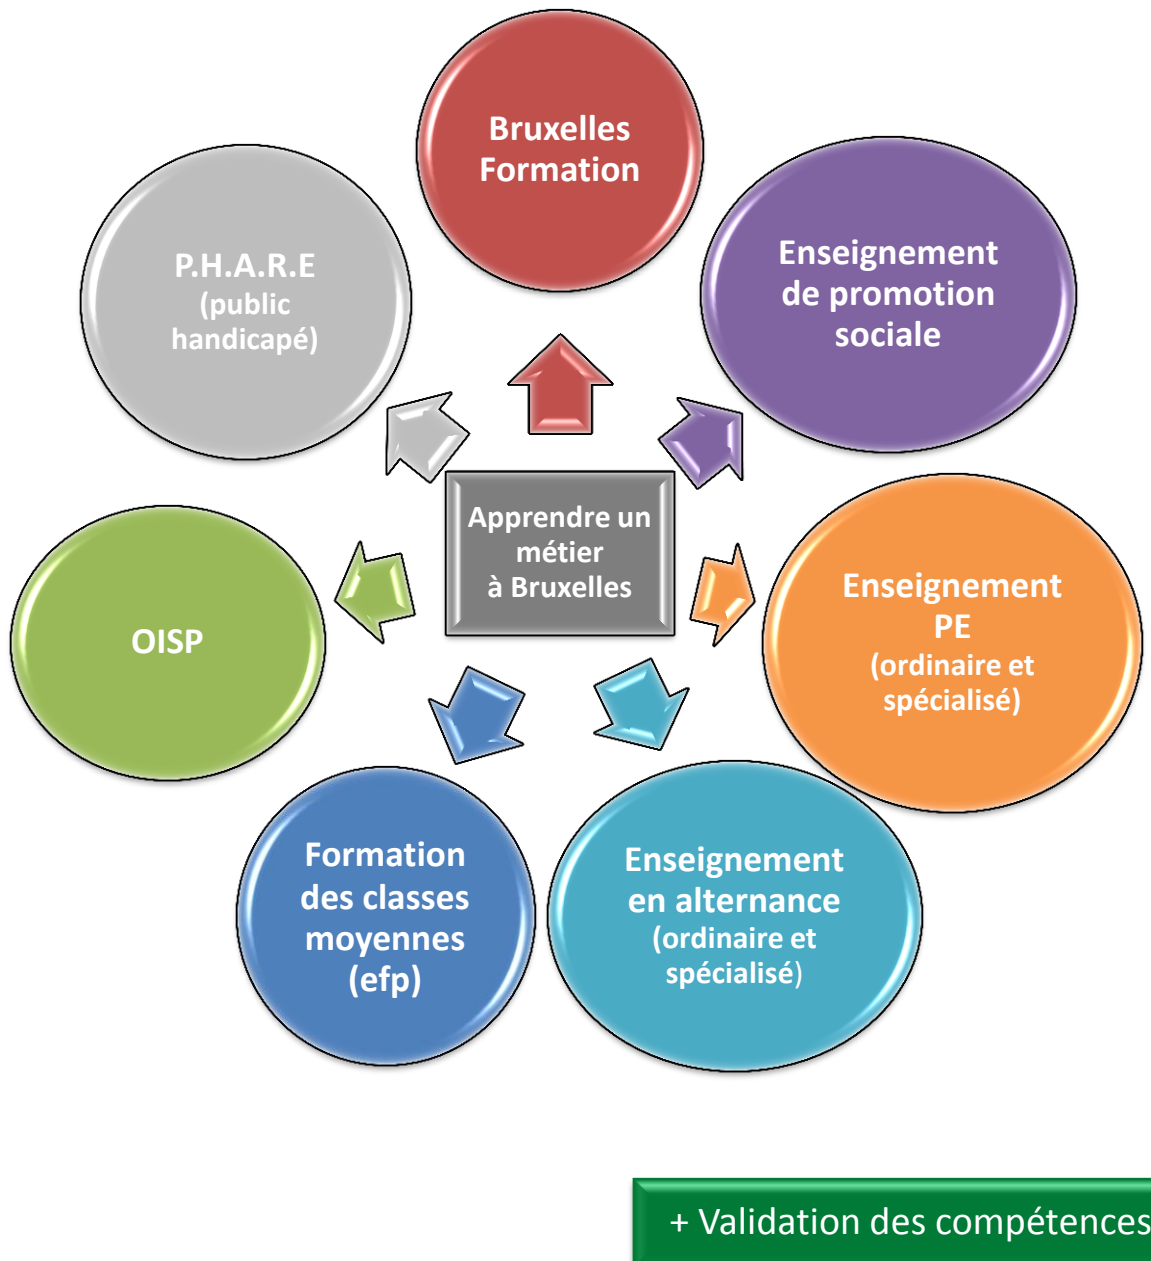 Bruxelles
Formation
Enseignement
de promotion
sociale
P.H.A.R.E
(public
handicapé)
Apprendre un
métier
à Bruxelles
Enseignement
PE
(ordinaire et
spécialisé)
OISP
Formation
des classes
moyennes
(efp)
Enseignement
en alternance
(ordinaire et
spécialisé)
+ Validation des compétences